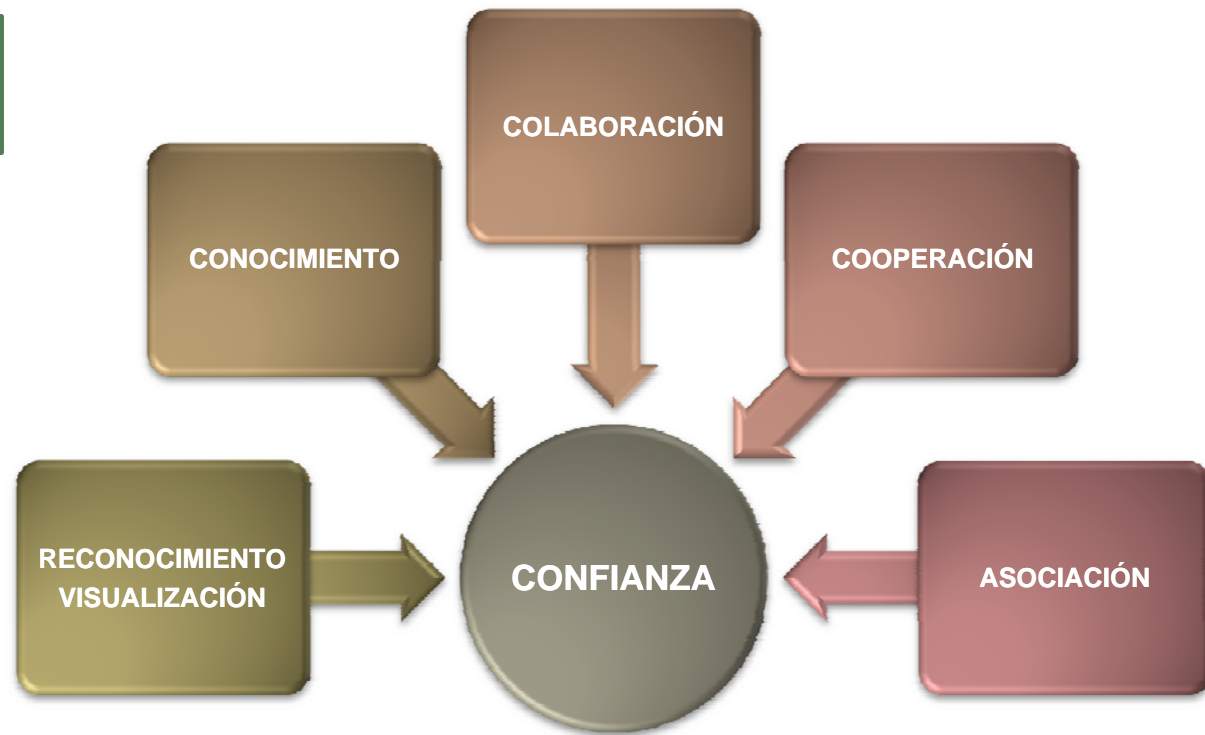 COLABORACIÓN
CONOCIMIENTO
COOPERACIÓN
RECONOCIMIENTO
VISUALIZACIÓN
CONFIANZA
ASOCIACIÓN